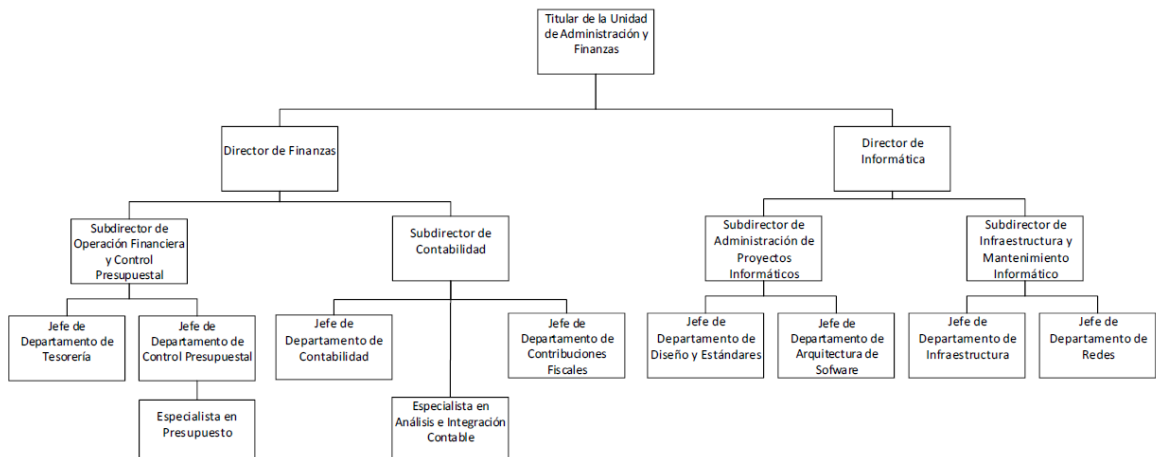 Titular de la Unidad
de Administración y
Finanzas
Director de Finanzas
Director de
Informática
Subdirector de
Operación Financiera
y Control
Presupuestal
Subdirector de
Contabilidad
Subdirector de
Administración de
Proyectos
Informáticos
Subdirector de
Infraestructura y
Mantenimiento
Informático
Jefe de
Departamento de
Tesorería
Jefe de
Departamento de
Control Presupuestal
Jefe de
Departamento de
Contabilidad
Jefe de
Departamento de
Contribuciones
Fiscales
Jefe de
Departamento de
Diseño y Estándares
Jefe de
Departamento de
Arquitectura de
Sofware
Jefe de
Departamento de
Infraestructura
Jefe de
Departamento de
Redes
Especialista en
Presupuesto
Especialista en
Análisis e Integración
Contable